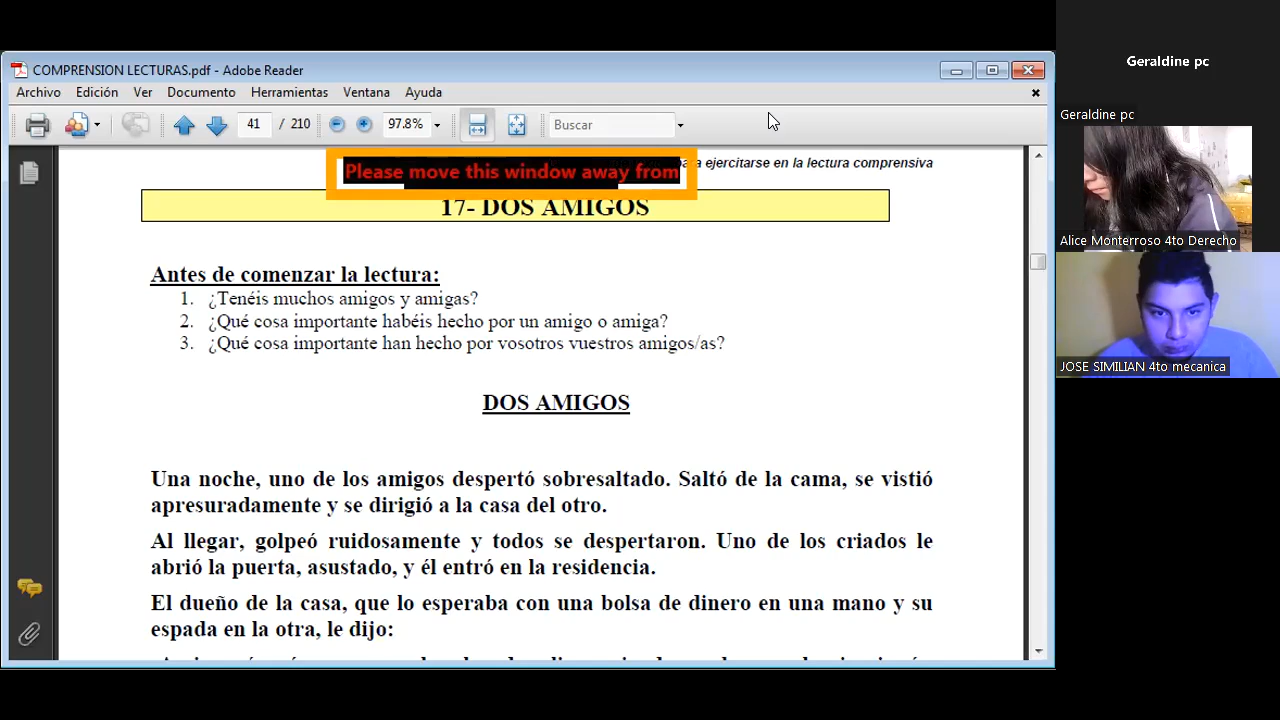 COMPRENSION LECTURAS.pdf - Adobe Reader
Archivo Edición Ver Documento Herramientas Ventana Ayuda
41 / 210 97.8% Buscar
ejercitarse en la lectura comprensiva
Please move this window away from
17- DOS AMIGOS
Antes de comenzar la lectura:
1. ¿Tenéis muchos amigos y amigas?
2. ¿Qué cosa importante habéis hecho por un amigo o amiga?
3. ¿Qué cosa importante han hecho por vosotros vuestros amigos/as?
DOS AMIGOS
Una noche, uno de los amigos despertó sobresaltado. Saltó de la cama, se vistió
apresuradamente y se dirigió a la casa del otro.
Al llegar, golpeó ruidosamente y todos se despertaron. Uno de los criados le
abrió la puerta, asustado, y él entró en la residencia.
El dueño de la casa, que lo esperaba con una bolsa de dinero en una mano y su
espada en la otra, le dijo:
Geraldine pc
Geraldine pc
Alice Monterroso 4to Derecho
JOSE SIMILIAN 4to mecanica